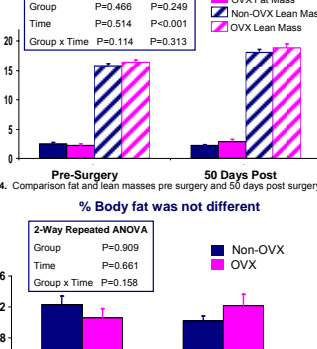 Group P=0.466 P=0.249
Time P=0.514 P<0.001
Group x Time P=0.114 P=0.313
OVX Fat Mass
Non-OVX Lean Mas
OVX Lean Mass
20
15
10
5
0
Pre-Surgery 50 Days Post
4. Comparison fat and lean masses pre surgery and 50 days post surgery
% Body fat was not different
2-Way Repeated ANOVA
Group P=0.909
Time P=0.661
Group x Time P=0.158
Non-OVX
OVX
6
2
8